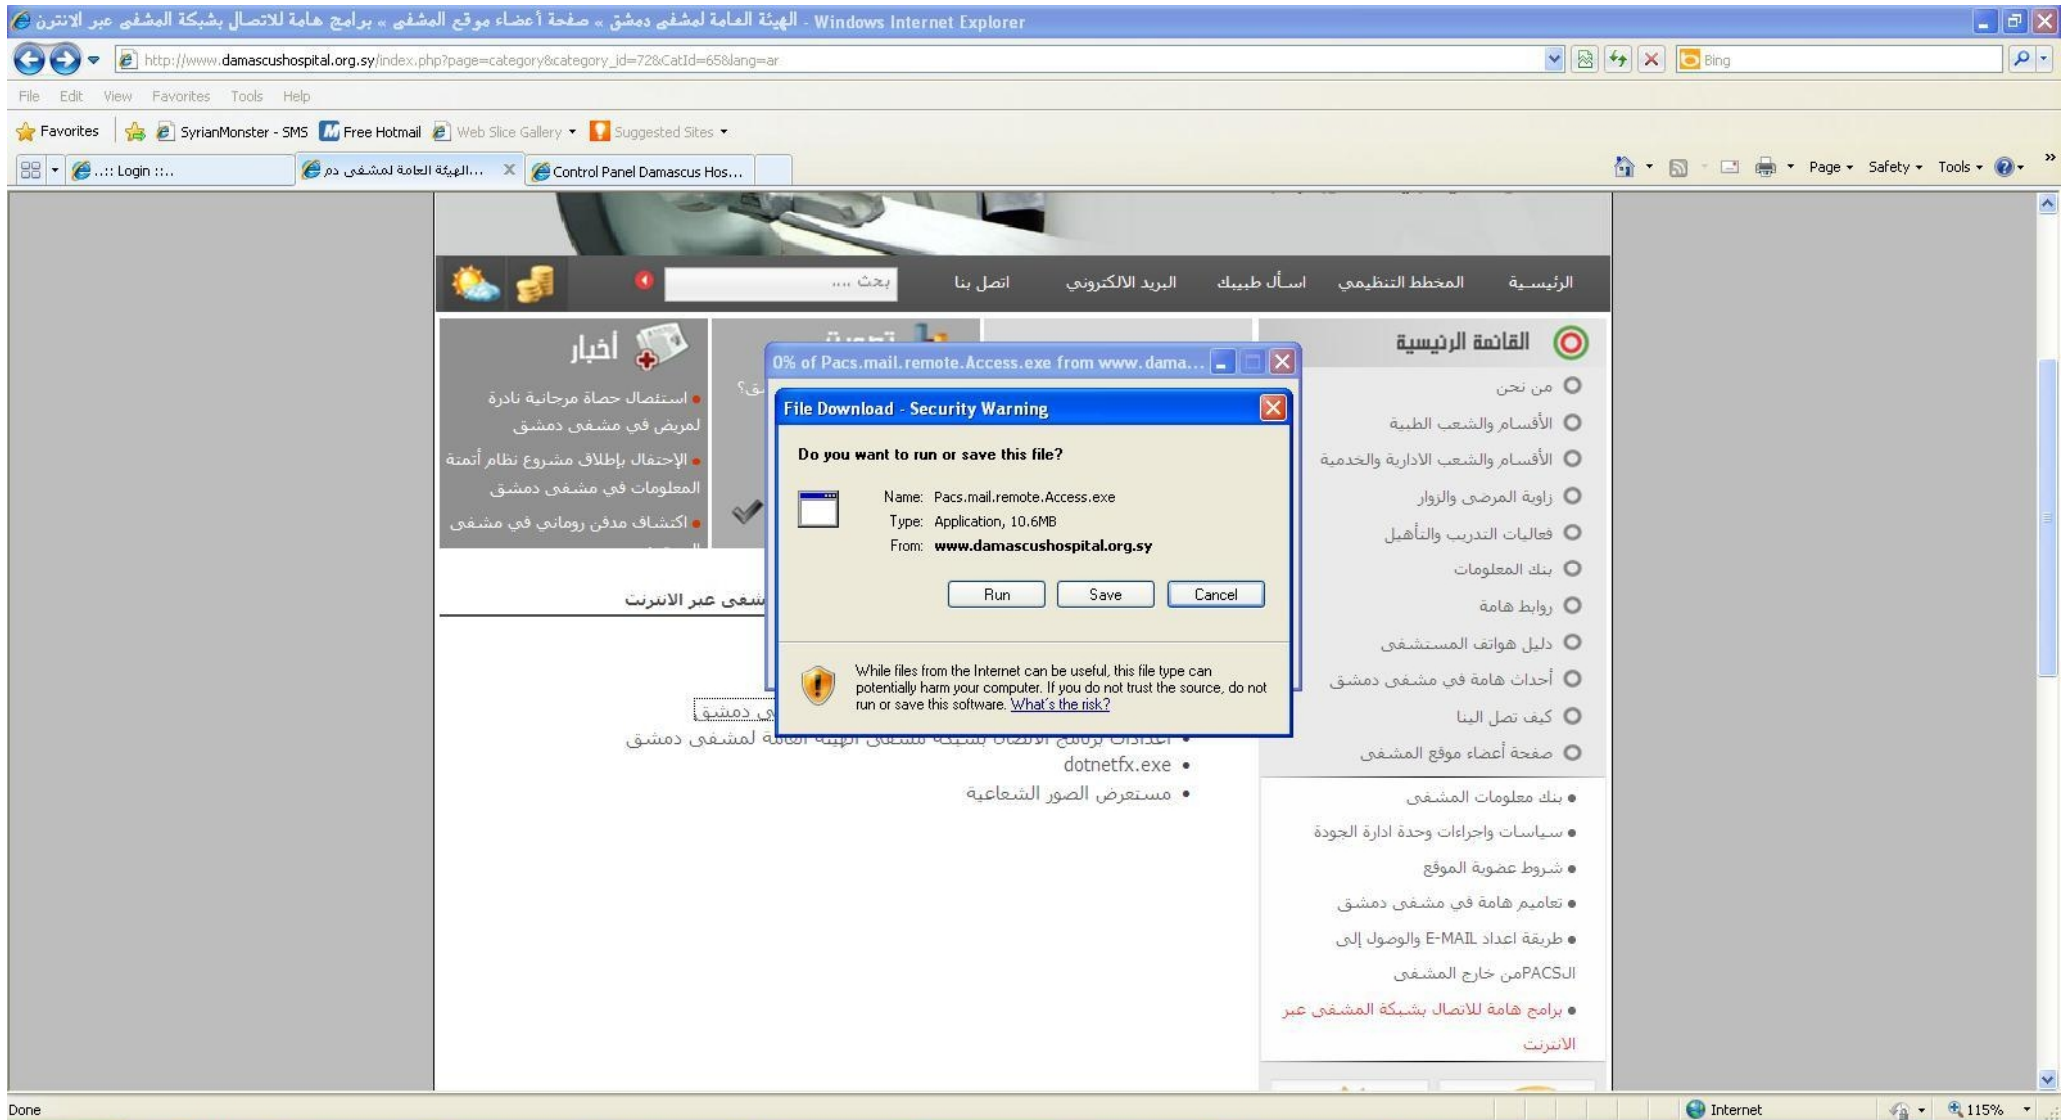 الهيئة العامة لمشفى دمشق » صفحة أعضاء موقع المشفى » برامج هامة للاتصال بشبكة المشفى عبر الانترن - Windows Internet Explorer
http://www.damascushospital.org.sy/index.php?page=category&category_id=72&CatId=65&lang=ar
Bing
File Edit View Favorites Tools Help
Favorites SyrianMonster - SMS Free Hotmail Web Slice Gallery Suggested Sites
..:: Login ::.. الهيئة العامة لمشفى دم... Control Panel Damascus Hos... Page Safety Tools
الرئيسية المخطط التنظيمي اسأل طبيبك البريد الالكتروني اتصل بنا بحث ....
القائمة الرئيسية
من نحن
الأقسام والشعب الطبية
الأقسام والشعب الادارية والخدمية
زاوية المرضى والزوار
فعاليات التدريب والتأهيل
بنك المعلومات
روابط هامة
دليل هواتف المستشفى
أحداث هامة في مشفى دمشق
كيف تصل الينا
صفحة أعضاء موقع المشفى
• بنك معلومات المشفى
• سياسات واجراءات وحدة ادارة الجودة
• شروط عضوية الموقع
• تعاميم هامة في مشفى دمشق
• طريقة اعداد E-MAIL والوصول إلى
الـPACSمن خارج المشفى
• برامج هامة للاتصال بشبكة المشفى عبر
الانترنت
أخبار
• استئصال حصاة مرجانية نادرة
لمريض في مشفى دمشق
• الإحتفال بإطلاق مشروع نظام أتمتة
المعلومات في مشفى دمشق
• اكتشاف مدفن روماني في مشفى
0% of Pacs.mail.remote.Access.exe from www.dama...
File Download - Security Warning
Do you want to run or save this file?
Name: Pacs.mail.remote.Access.exe
Type: Application, 10.6MB
From: www.damascushospital.org.sy
Run Save Cancel
While files from the Internet can be useful, this file type can
potentially harm your computer. If you do not trust the source, do not
run or save this software. What's the risk?
عبر الانترنت
دمشق
• اعدادات برنامج الاتصال بشبكة مشفى الهيئة العامة لمشفى دمشق
• dotnetfx.exe
• مستعرض الصور الشعاعية
Done Internet 115%